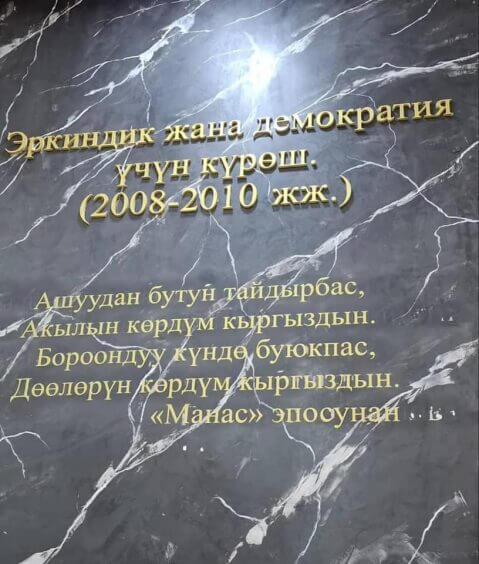 Эркиндик жана демократия
үчүн күрөш.
(2008-2010 жж.)
Ашуудан бутун тайдырбас,
Акылын көрдүм кыргыздын.
Бороондуу күндө буюкпас,
Дөөлөрүн көрдүм кыргыздын.
«Манас» эпосунан